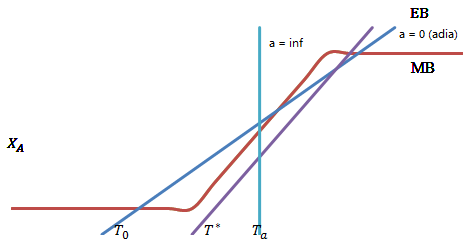 EB
a = inf
a = 0 (adia)
MB
X_A
T_0
T^*
T_a